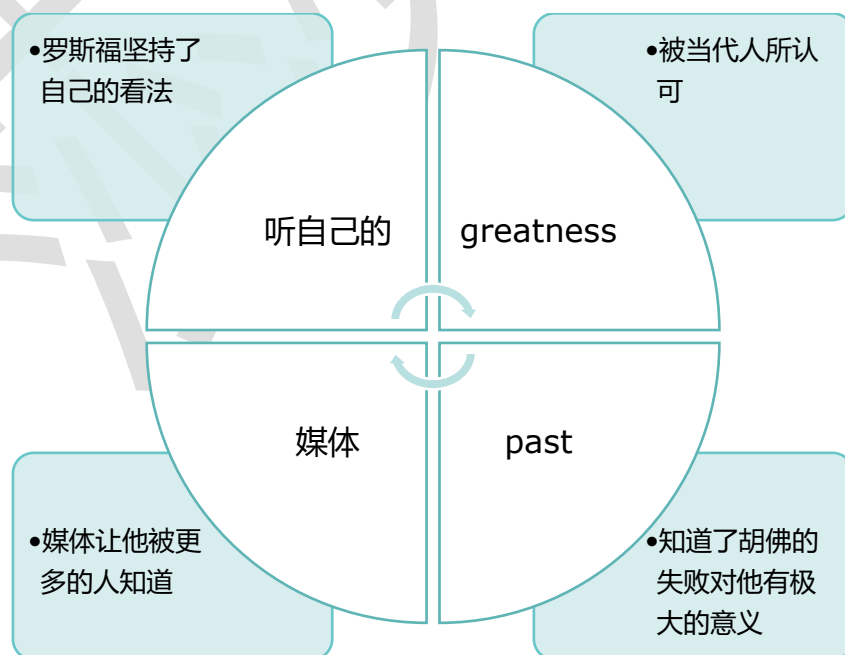 •罗斯福坚持了
自己的看法
•被当代人所认
可
听自己的
greatness
媒体
past
•媒体让他被更
多的人知道
•知道了胡佛的
失败对他有极
大的意义